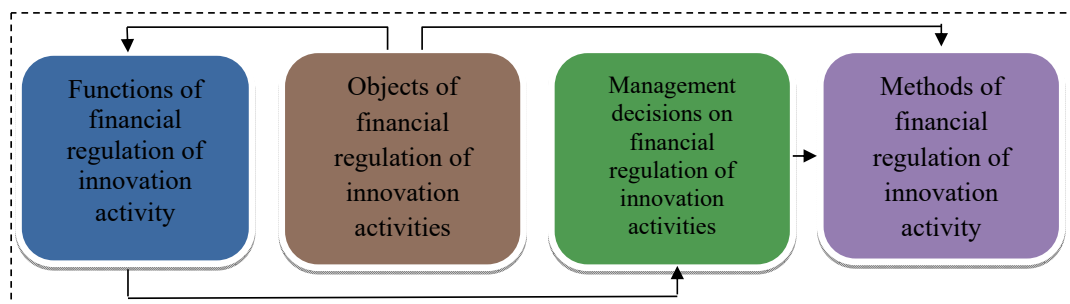 Functions of
financial
regulation of
innovation
activity
Objects of
financial
regulation of
innovation
activities
Management
decisions on
financial
regulation of
innovation
activities
Methods of
financial
regulation of
innovation
activity